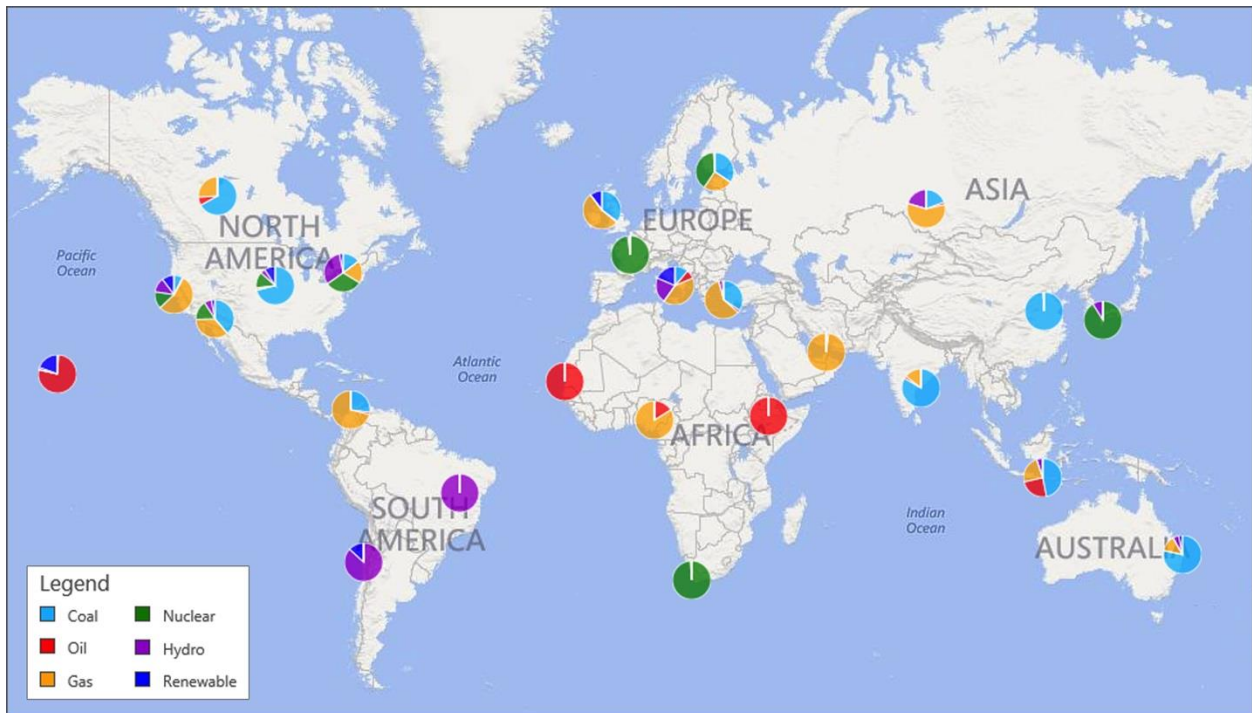 ASIA
NORTH
AMERICA
EUROPE
Pacific
Ocean
Atlantic
Ocean
AFRICA
SOUTH
AMERICA
Indian
Ocean
AUSTRALIA
Legend
Coal
Nuclear
Oil
Hydro
Gas
Renewable